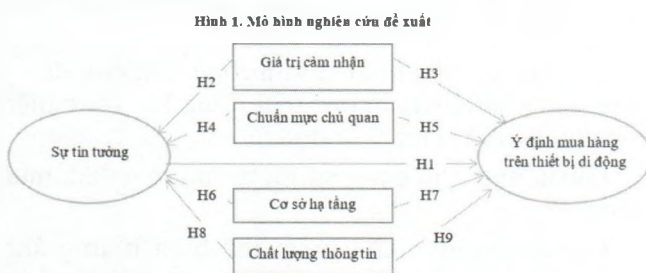 Hình 1. Mô hình nghiên cứu đề xuất
Giá trị cảm nhận
H2
H3
Chuẩn mực chủ quan
H4
H5
Sự tin tưởng
H1
Ý định mua hàng
trên thiết bị di động
H6
Cơ sở hạ tầng
H7
H8
Chất lượng thông tin
H9